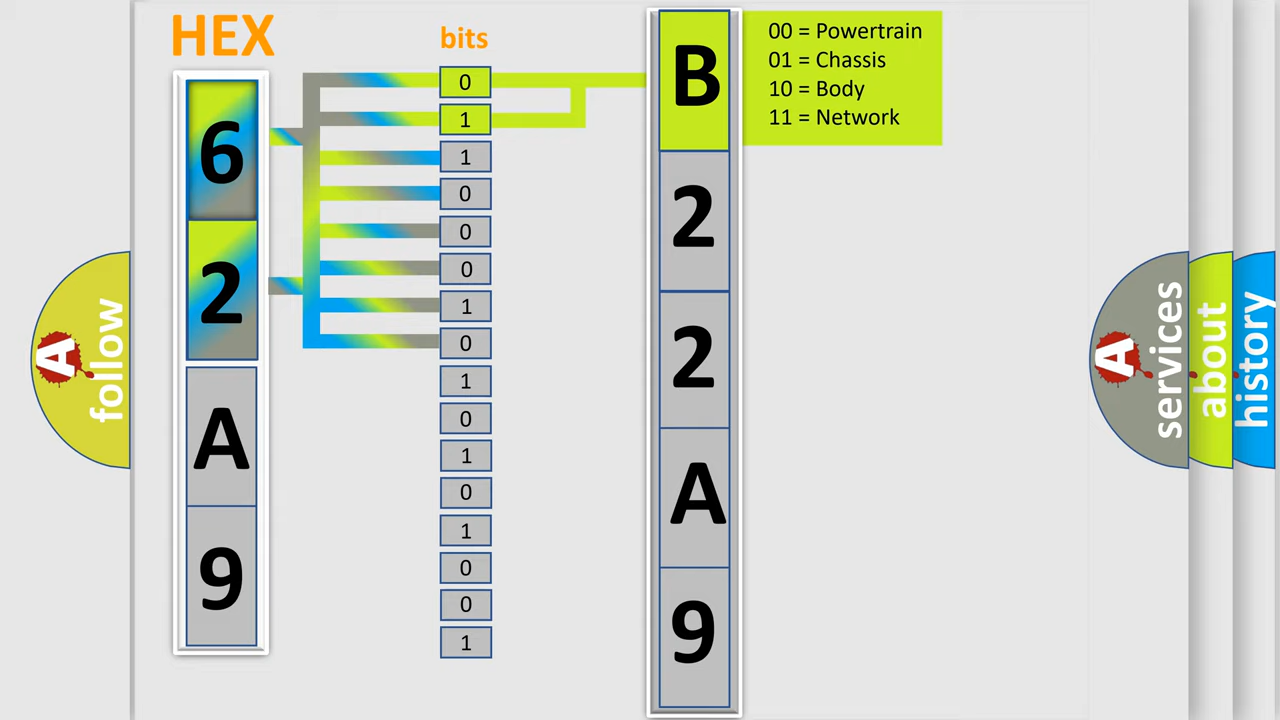 HEX
6
2
A
9
bits
0
1
1
0
0
0
1
0
1
0
1
0
1
0
0
1
B
2
2
A
9
00 = Powertrain
01 = Chassis
10 = Body
11 = Network
A
follow
A
services
about
history